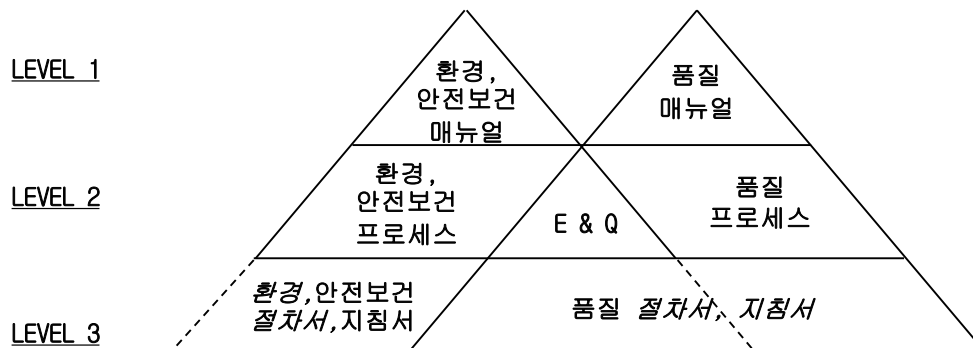 LEVEL 1
환경,
안전보건
매뉴얼
품질
매뉴얼
LEVEL 2
환경,
안전보건
프로세스
E & Q
품질
프로세스
LEVEL 3
환경,안전보건
절차서,지침서
품질 절차서, 지침서